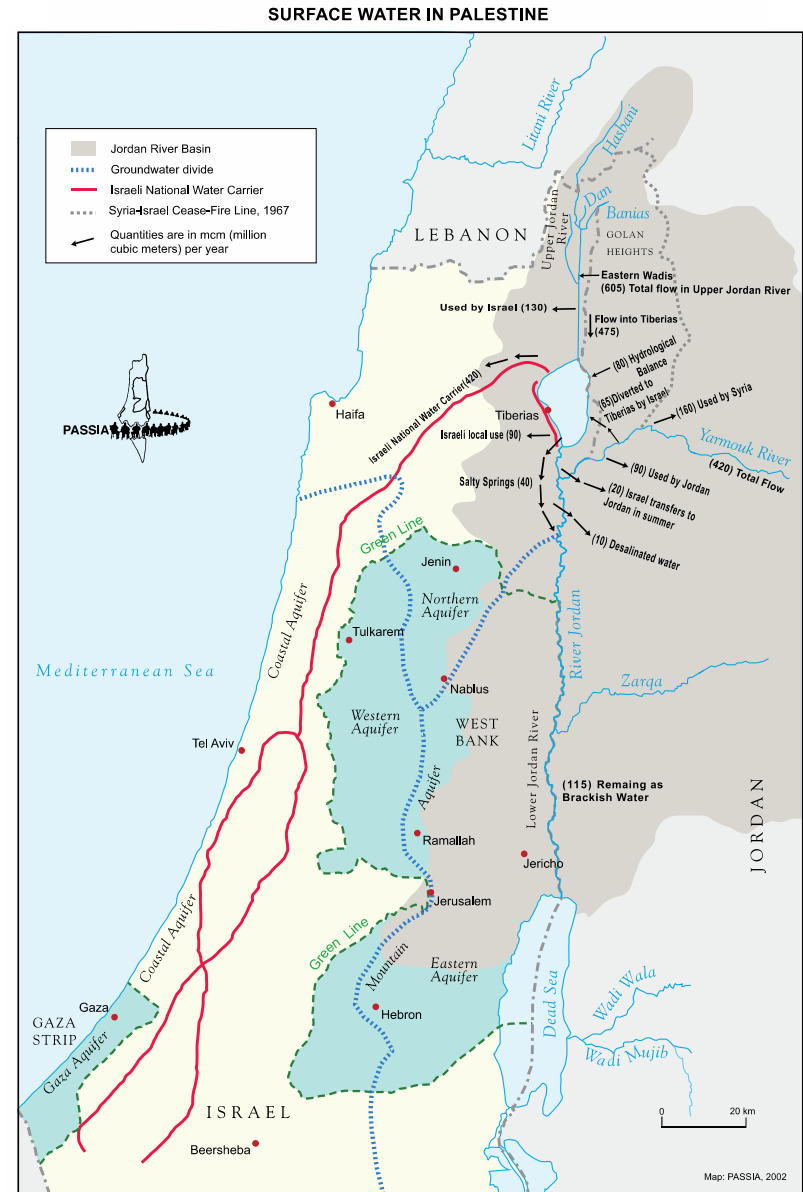 SURFACE WATER IN PALESTINE
Jordan River Basin
Groundwater divide
Israeli National Water Carrier
Syria-Israel Cease-Fire Line, 1967
Quantities are in mcm (million
cubic meters) per year
PASSIA
Litani River
Hasbani
Dan
Banias
Upper Jordan
River
GOLAN
HEIGHTS
LEBANON
Eastern Wadis
(605) Total flow in Upper Jordan River
Used by Israel (130)
Flow into Tiberias
(475)
(80) Hydrological
Balance
(65)Diverted to
Tiberias by Israel
(160) Used by Syria
Israeli National Water Carrier(420)
Haifa
Tiberias
Israeli local use (90)
Yarmouk River
(420) Total Flow
(90) Used by Jordan
Salty Springs (40)
(20) Israel transfers to
Jordan in summer
(10) Desalinated water
Green Line
Jenin
Northern
Aquifer
Coastal Aquifer
Tulkarem
River Jordan
Mediterranean Sea
Zarqa
Nablus
Western
Aquifer
WEST
BANK
Tel Aviv
Aquifer
Lower Jordan River
(115) Remaing as
Brackish Water
JORDAN
Ramallah
Jericho
Jerusalem
Coastal Aquifer
Green Line
Mountain
Eastern
Aquifer
Dead Sea
Wadi Wala
Wadi Mujib
Hebron
Gaza
GAZA
STRIP
Gaza Aquifer
ISRAEL
Beersheba
0 20 km
Map: PASSIA, 2002